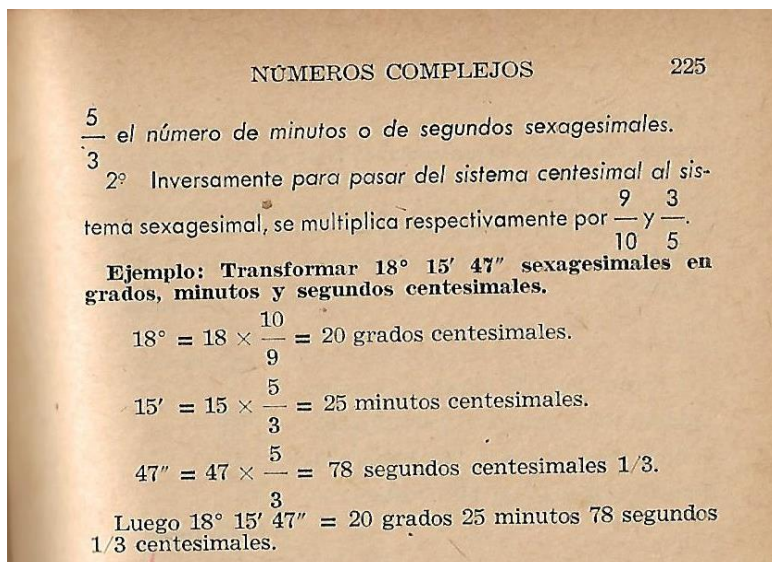 NÚMEROS COMPLEJOS 225
5/3 el número de minutos o de segundos sexagesimales.
2º Inversamente para pasar del sistema centesimal al sis-
tema sexagesimal, se multiplica respectivamente por 9/10 y 3/5.
Ejemplo: Transformar 18° 15′ 47″ sexagesimales en
grados, minutos y segundos centesimales.
18° = 18 × 10/9 = 20 grados centesimales.
15′ = 15 × 5/3 = 25 minutos centesimales.
47″ = 47 × 5/3 = 78 segundos centesimales 1/3.
Luego 18° 15′ 47″ = 20 grados 25 minutos 78 segundos
1/3 centesimales.